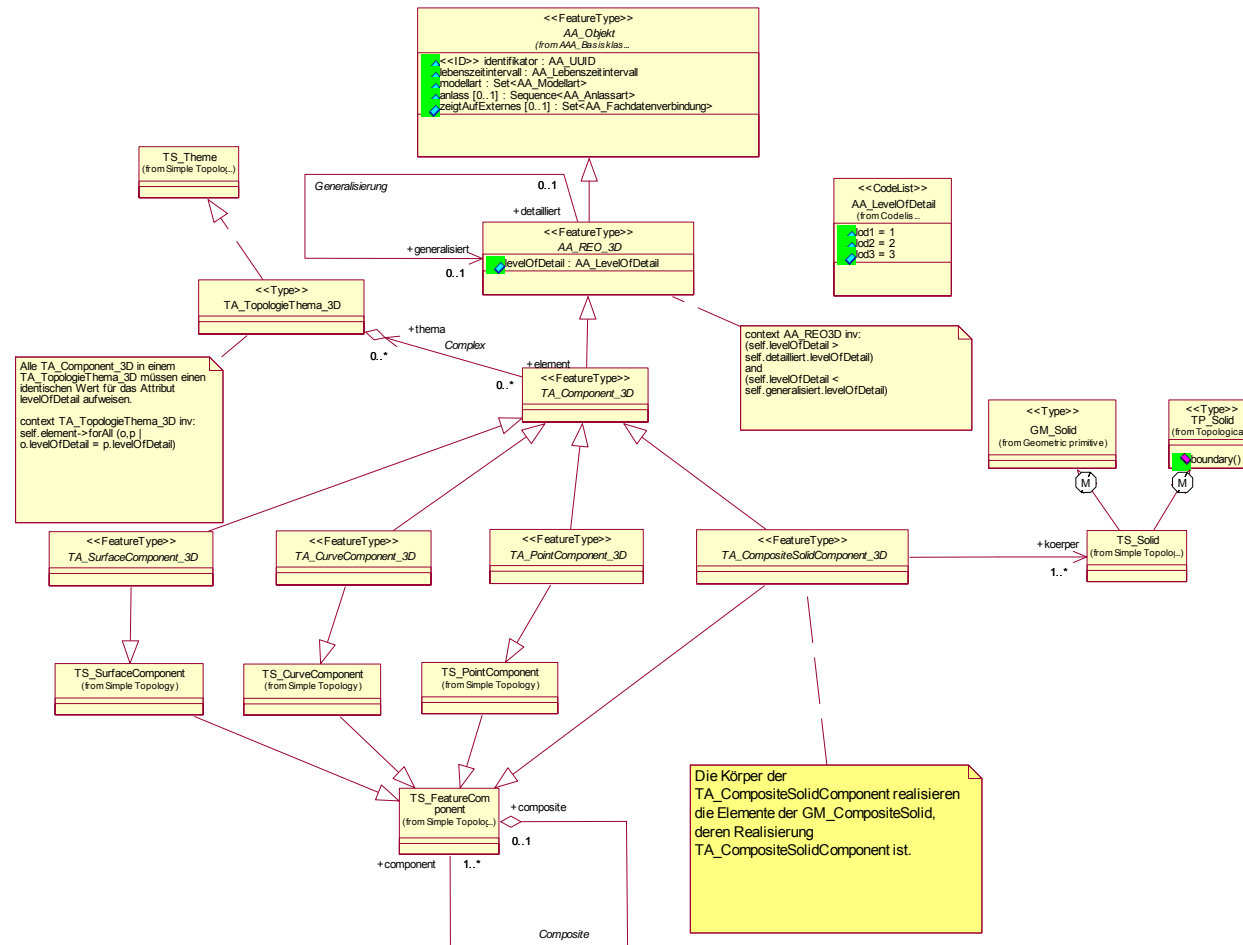 <<FeatureType>>
AA_Objekt
(from AAA_Basisklas...
<<ID>> identifikator : AA_UUID
lebenszeitintervall : AA_Lebenszeitintervall
modellart : Set<AA_Modellart>
anlass [0..1] : Sequence<AA_Anlassart>
zeigtAufExternes [0..1] : Set<AA_Fachdatenverbindung>
TS_Theme
(from Simple Topolog...)
Generalisierung
0..1
+detailliert
+generalisiert
0..1
<<FeatureType>>
AA_REO_3D
levelOfDetail : AA_LevelOfDetail
<<CodeList>>
AA_LevelOfDetail
(from Codelis...
lod1 = 1
lod2 = 2
lod3 = 3
<<Type>>
TA_TopologieThema_3D
+thema
0..*
Complex
+element
0..*
<<FeatureType>>
TA_Component_3D
context AA_REO3D inv:
(self.levelOfDetail >
self.detailliert.levelOfDetail)
and
(self.levelOfDetail <
self.generalisiert.levelOfDetail)
Alle TA_Component_3D in einem
TA_TopologieThema_3D müssen einen
identischen Wert für das Attribut
levelOfDetail aufweisen.
context TA_TopologieThema_3D inv:
self.element->forAll (o,p |
o.levelOfDetail = p.levelOfDetail)
<<Type>>
GM_Solid
(from Geometric primitive)
<<Type>>
TP_Solid
(from Topologica
boundary()
M
M
<<FeatureType>>
TA_SurfaceComponent_3D
<<FeatureType>>
TA_CurveComponent_3D
<<FeatureType>>
TA_PointComponent_3D
<<FeatureType>>
TA_CompositeSolidComponent_3D
+koerper
1..*
TS_Solid
(from Simple Topolo...)
TS_SurfaceComponent
(from Simple Topology)
TS_CurveComponent
(from Simple Topology)
TS_PointComponent
(from Simple Topology)
TS_FeatureCom
ponent
(from Simple Topolog...)
+composite
0..1
+component
1..*
Composite
Die Körper der
TA_CompositeSolidComponent realisieren
die Elemente der GM_CompositeSolid,
deren Realisierung
TA_CompositeSolidComponent ist.